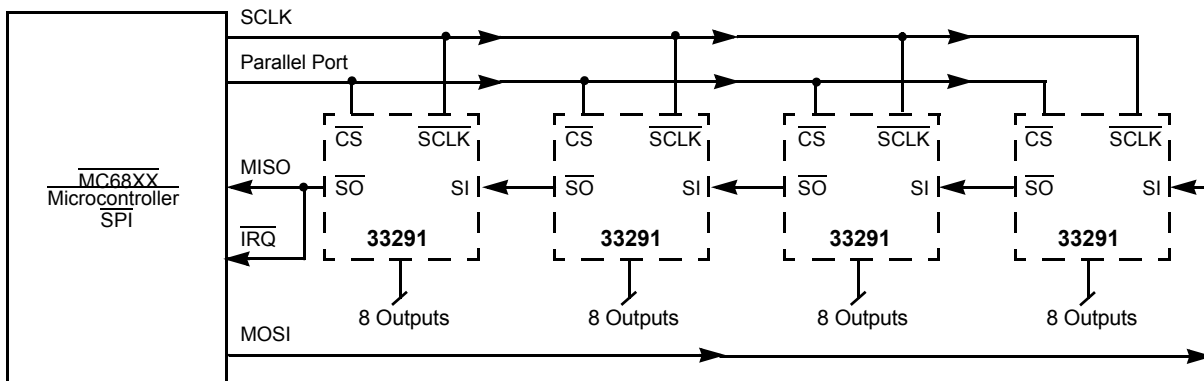 SCLK
Parallel Port
CS SCLK CS SCLK CS SCLK CS SCLK
MISO
SO SI SO SI SO SI SO SI
MC68XX
Microcontroller
SPI
IRQ
33291 33291 33291 33291
8 Outputs 8 Outputs 8 Outputs 8 Outputs
MOSI